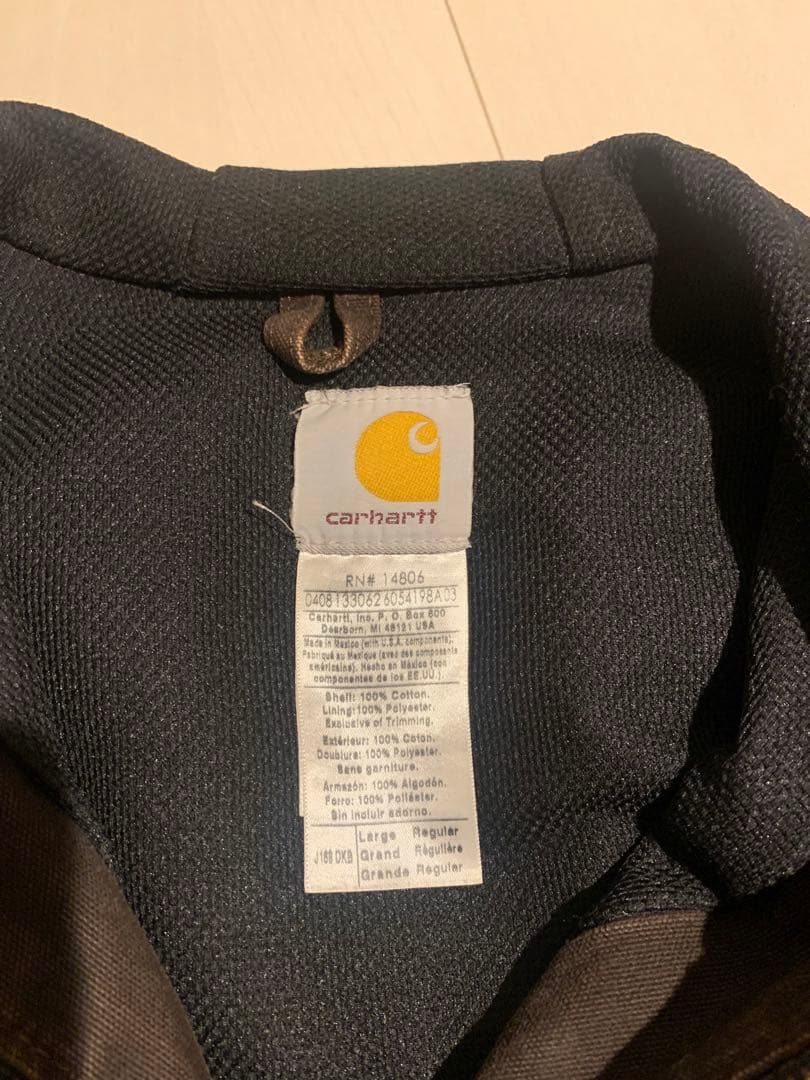 carhartt
RN# 14806
04081330626054198A03
Carhartt, Inc. P. O. Box 600
Dearborn, MI 48121 USA
Made in Mexico (with U.S.A. components).
Fabriqué au Mexique (avec des composants
américains). Hecho en México (con
componentes de los EE.UU.)
Shell: 100% Cotton.
Lining: 100% Polyester.
Exclusive of Trimming.
Extérieur: 100% Coton.
Doublure: 100% Polyester.
Sans garniture.
Armazón: 100% Algodón.
Forro: 100% Poliéster.
Sin incluir adorno.
J169 DKB
Large Regular
Grand Régulière
Grande Regular